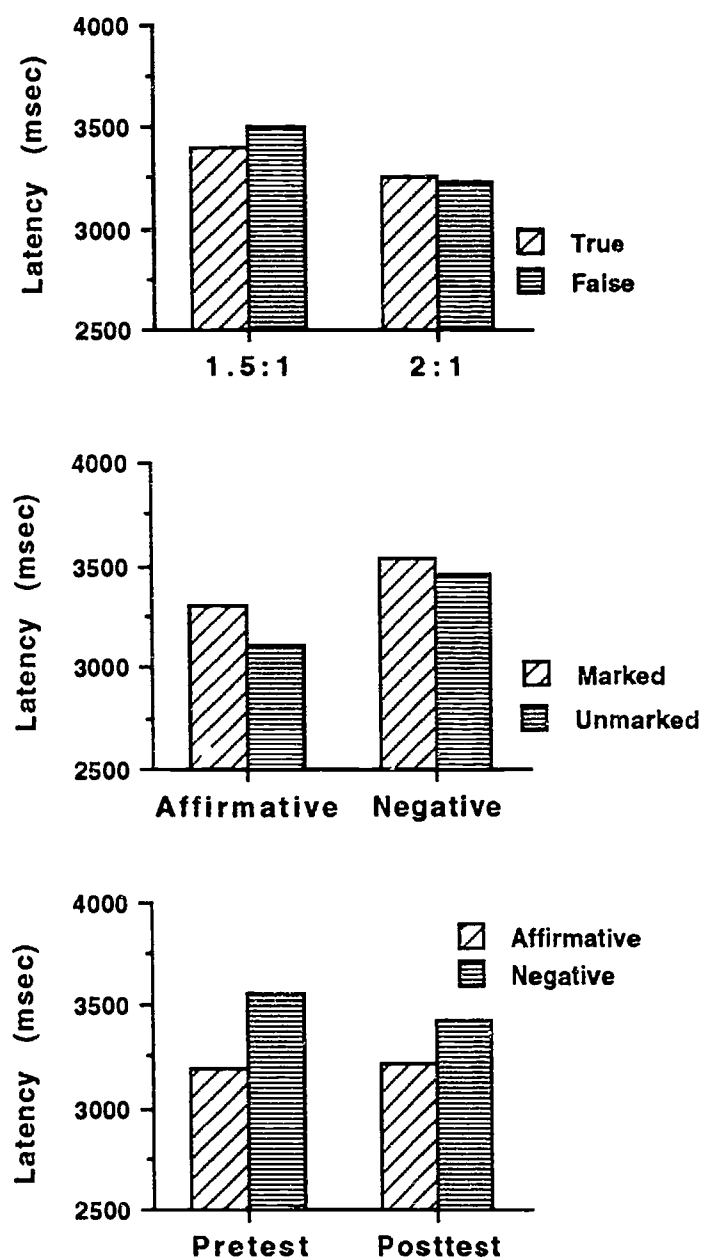 4000
3500
3000
2500
Latency (msec)
True
False
1.5:1
2:1
4000
3500
3000
2500
Latency (msec)
Marked
Unmarked
Affirmative
Negative
4000
3500
3000
2500
Latency (msec)
Affirmative
Negative
Pretest
Posttest